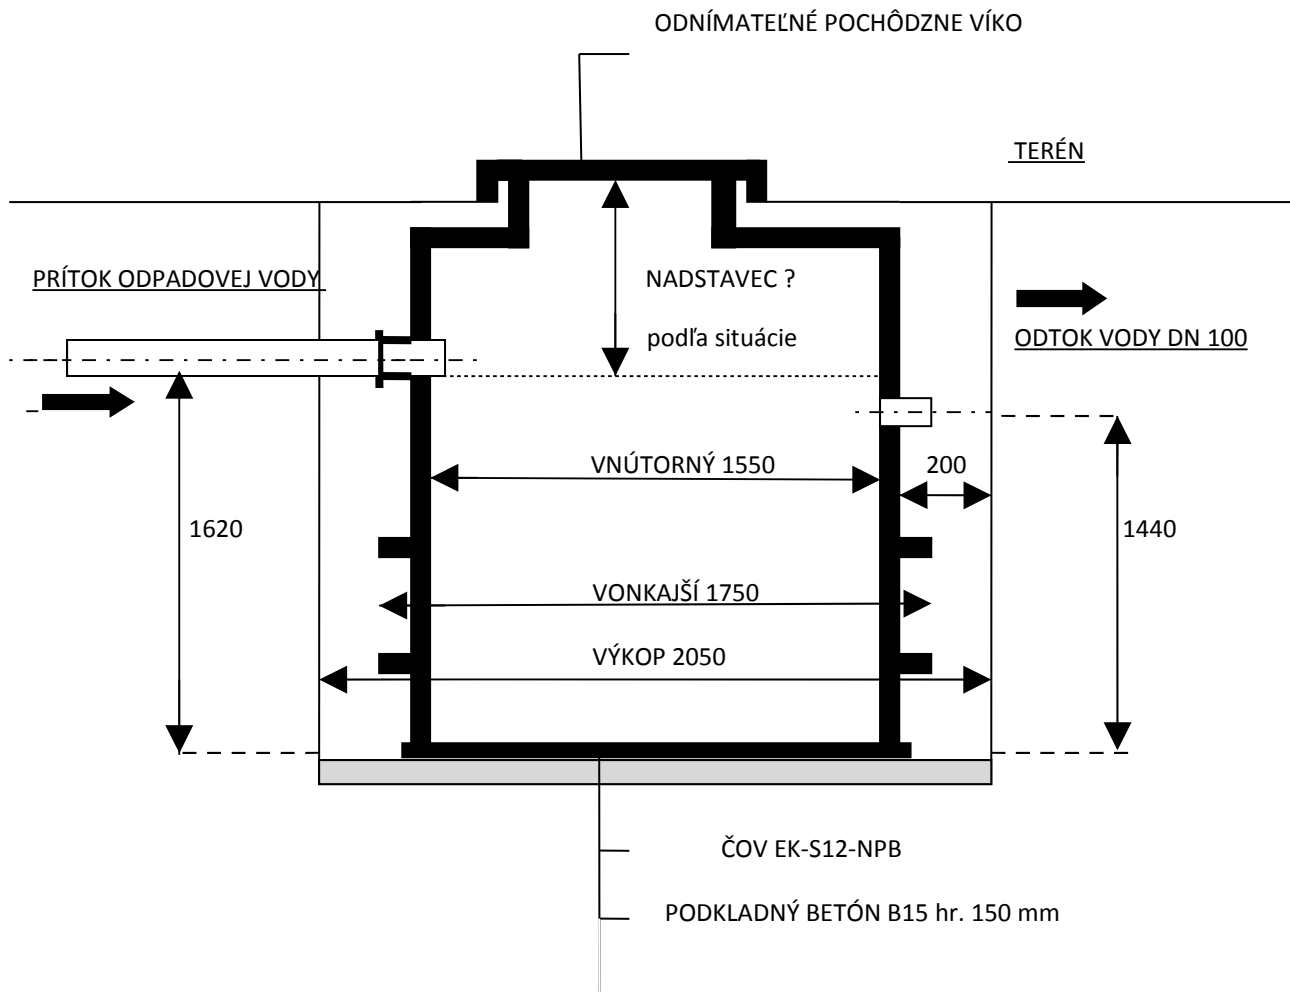 ODNÍMATEĽNÉ POCHÔDZNE VÍKO
TERÉN
PRÍTOK ODPADOVEJ VODY
NADSTAVEC ?
podľa situácie
ODTOK VODY DN 100
VNÚTORNÝ 1550
200
1620
1440
VONKAJŠÍ 1750
VÝKOP 2050
ČOV EK-S12-NPB
PODKLADNÝ BETÓN B15 hr. 150 mm